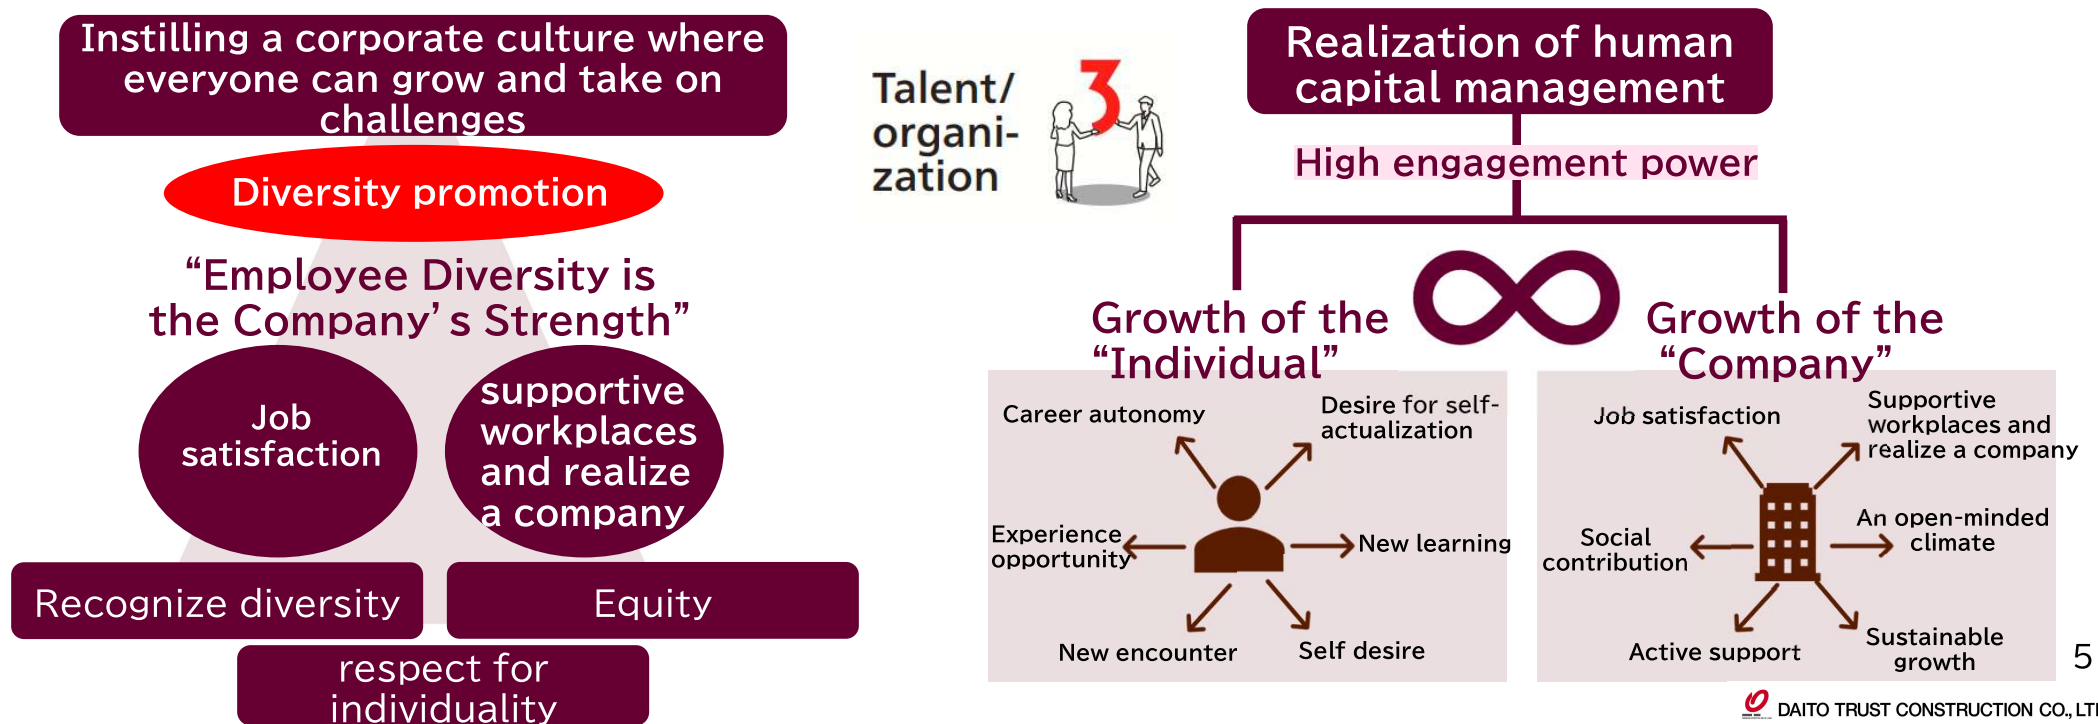 Instilling a corporate culture where
everyone can grow and take on
challenges
Diversity promotion
“Employee Diversity is
the Company’s Strength”
Job
satisfaction
supportive
workplaces
and realize
a company
Recognize diversity
Equity
respect for
individuality
Talent/
organi-
zation
3
Realization of human
capital management
High engagement power
Growth of the
“Individual”
Career autonomy
Desire for self-
actualization
Experience
opportunity
New learning
New encounter
Self desire
Growth of the
“Company”
Job satisfaction
Supportive
workplaces and
realize a company
Social
contribution
An open-minded
climate
Active support
Sustainable
growth
5
DAITO TRUST CONSTRUCTION CO., LT